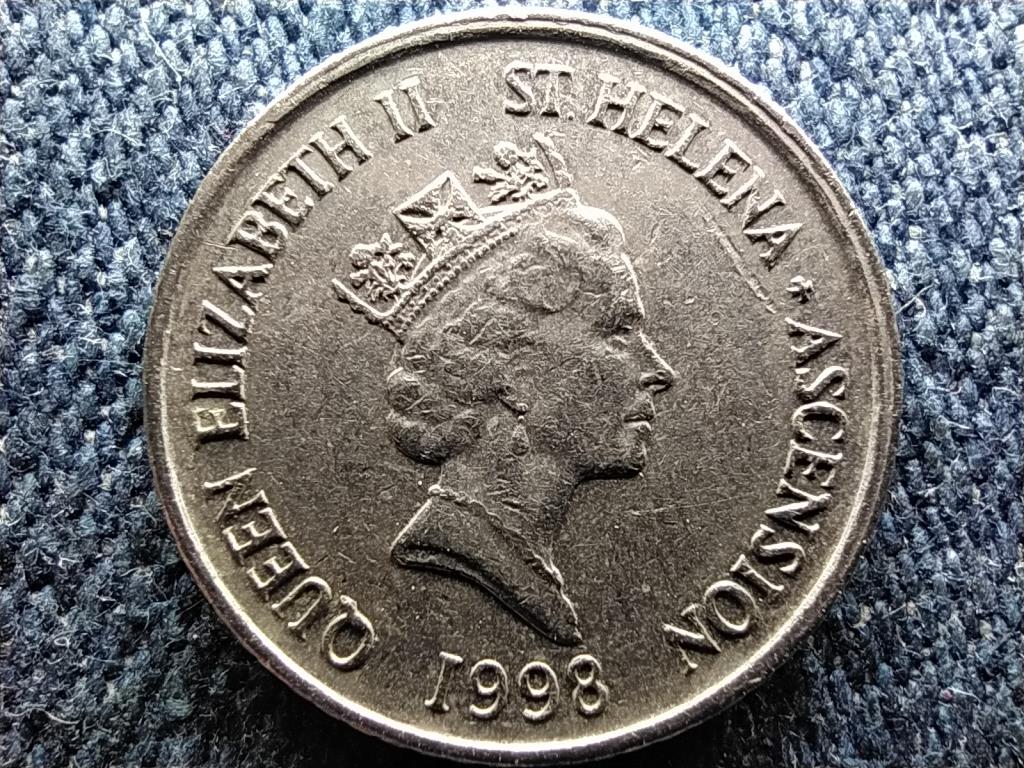 QUEEN ELIZABETH II ST. HELENA • ASCENSION
1998